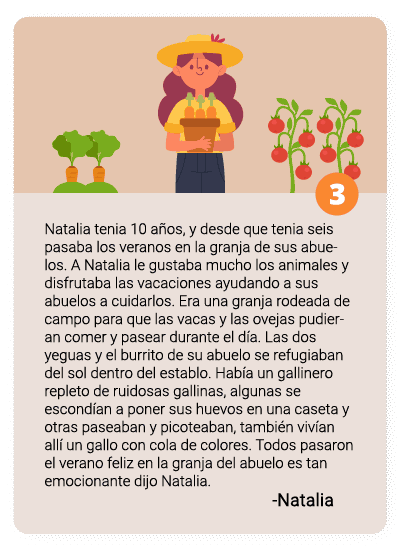 3
Natalia tenia 10 años, y desde que tenia seis
pasaba los veranos en la granja de sus abue-
los. A Natalia le gustaba mucho los animales y
disfrutaba las vacaciones ayudando a sus
abuelos a cuidarlos. Era una granja rodeada de
campo para que las vacas y las ovejas pudier-
an comer y pasear durante el día. Las dos
yeguas y el burrito de su abuelo se refugiaban
del sol dentro del establo. Había un gallinero
repleto de ruidosas gallinas, algunas se
escondían a poner sus huevos en una caseta y
otras paseaban y picoteaban, también vivían
allí un gallo con cola de colores. Todos pasaron
el verano feliz en la granja del abuelo es tan
emocionante dijo Natalia.
-Natalia